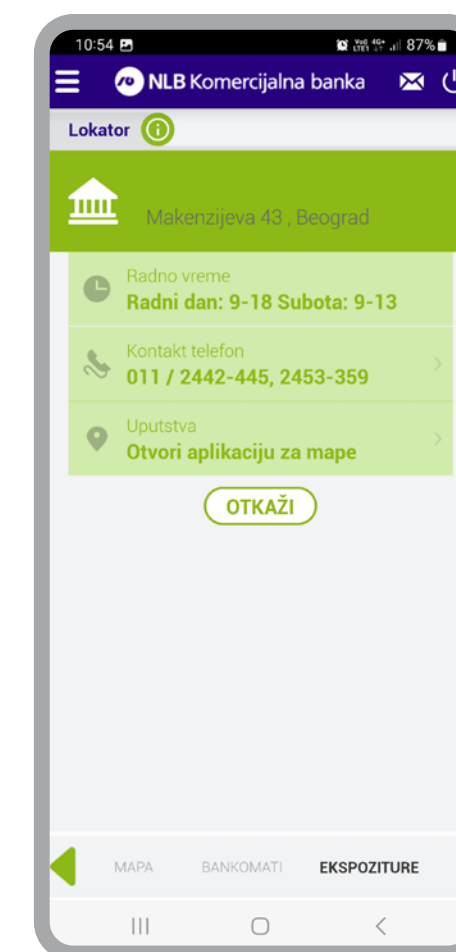 10:54 87%
NLB Komercijalna banka
Lokator
Makenzijeva 43 , Beograd
Radno vreme
Radni dan: 9-18 Subota: 9-13
Kontakt telefon
011 / 2442-445, 2453-359
Uputstva
Otvori aplikaciju za mape
OTKAŽI
MAPA BANKOMATI EKSPOZITURE